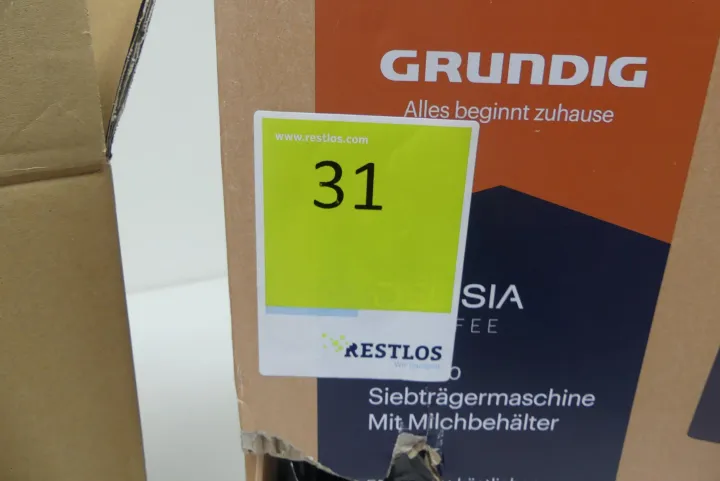 GRUNDIG
Alles beginnt zuhause
www.restlos.com
31
SIA
FEE
RESTLOS
o
Siebträgermaschine
Mit Milchbehälter